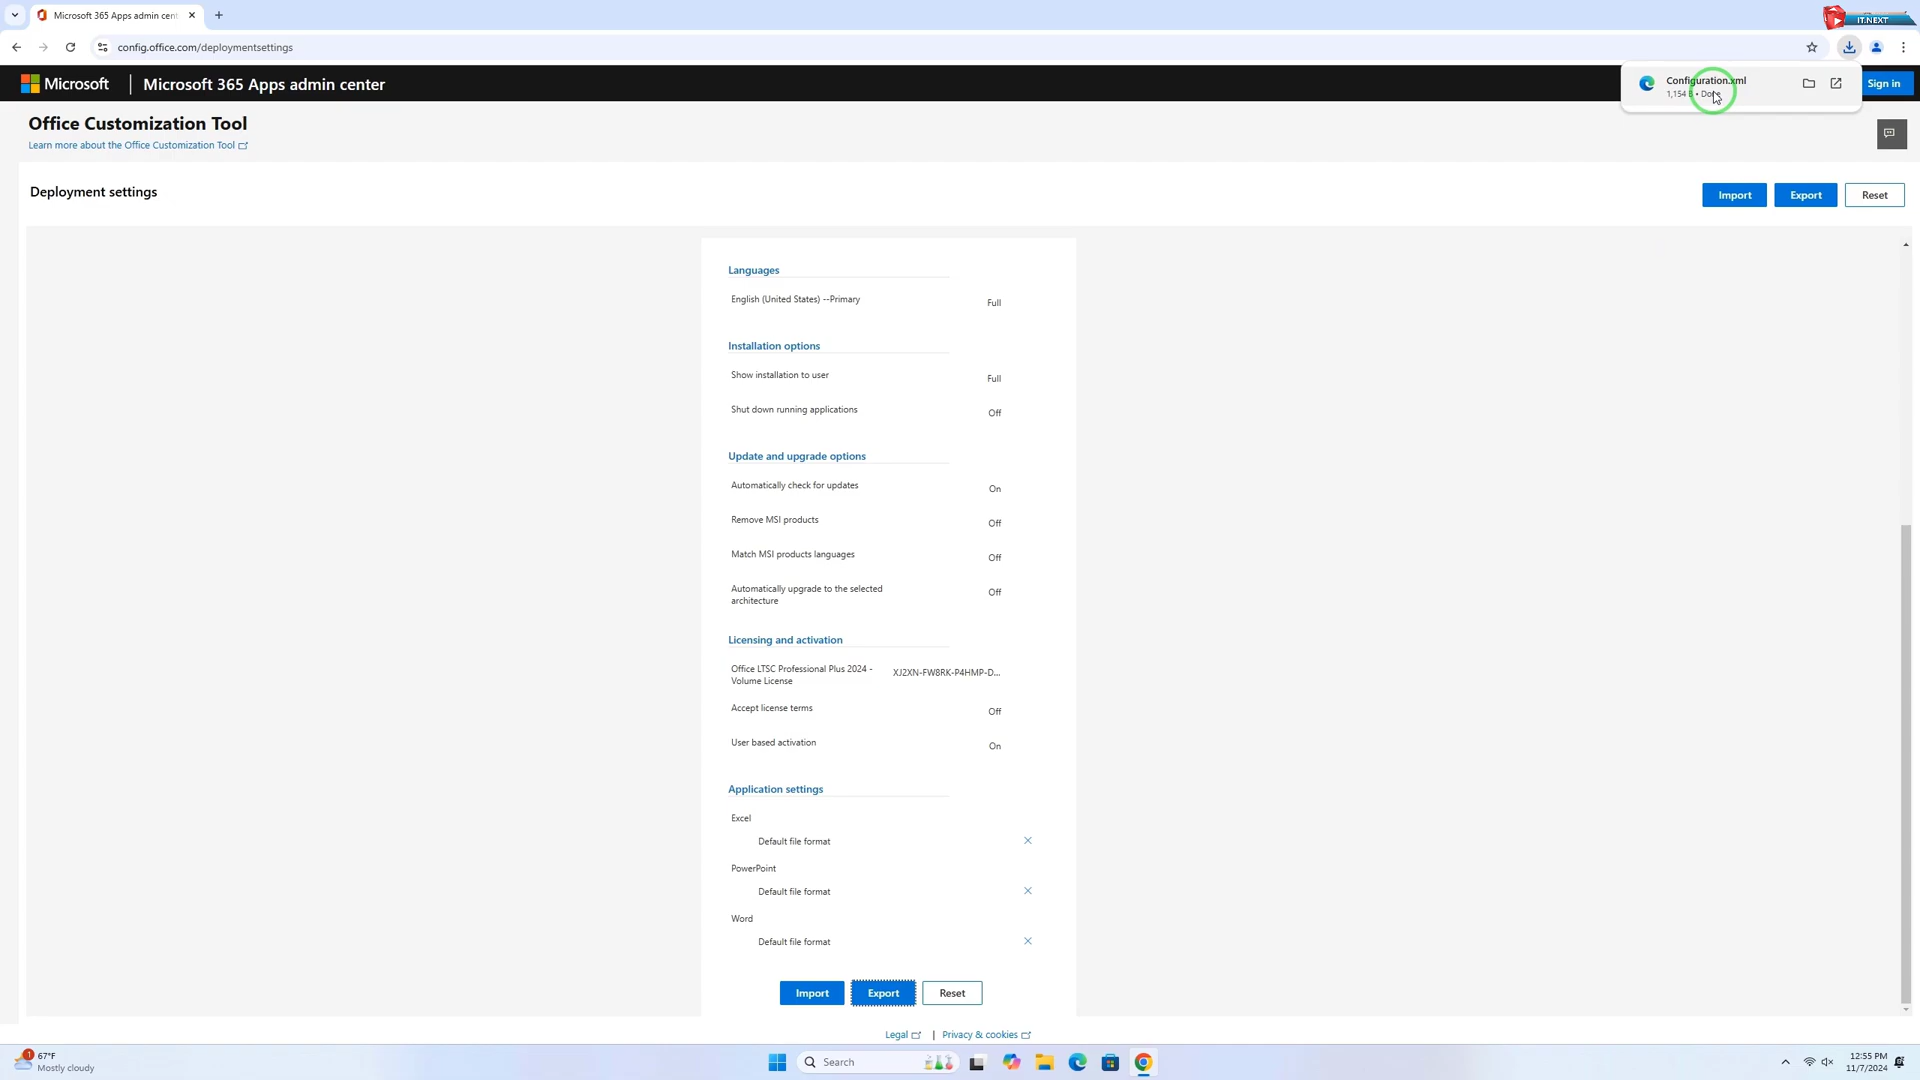 Microsoft 365 Apps admin cent
IT.NEXT
config.office.com/deploymentsettings
Microsoft
Microsoft 365 Apps admin center
Configuration.xml
1,154 B • Done
Sign in
Office Customization Tool
Learn more about the Office Customization Tool
Deployment settings
Import
Export
Reset
Languages
English (United States) --Primary
Full
Installation options
Show installation to user
Full
Shut down running applications
Off
Update and upgrade options
Automatically check for updates
On
Remove MSI products
Off
Match MSI products languages
Off
Automatically upgrade to the selected
architecture
Off
Licensing and activation
Office LTSC Professional Plus 2024 -
Volume License
XJ2XN-FW8RK-P4HMP-D...
Accept license terms
Off
User based activation
On
Application settings
Excel
Default file format
PowerPoint
Default file format
Word
Default file format
Import
Export
Reset
Legal
|
Privacy & cookies
1
67°F
Mostly cloudy
Search
12:55 PM
11/7/2024